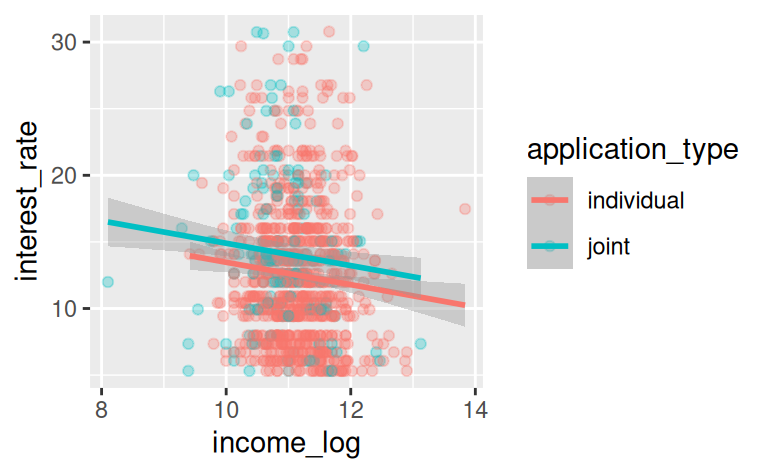 30
20
10
interest_rate
8 10 12 14
income_log
application_type
individual
joint